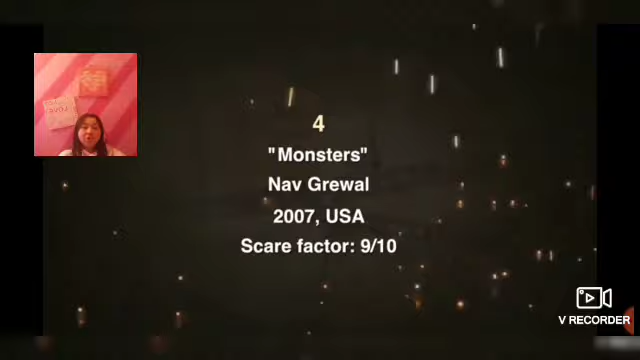 4
"Monsters"
Nav Grewal
2007, USA
Scare factor: 9/10
V RECORDER